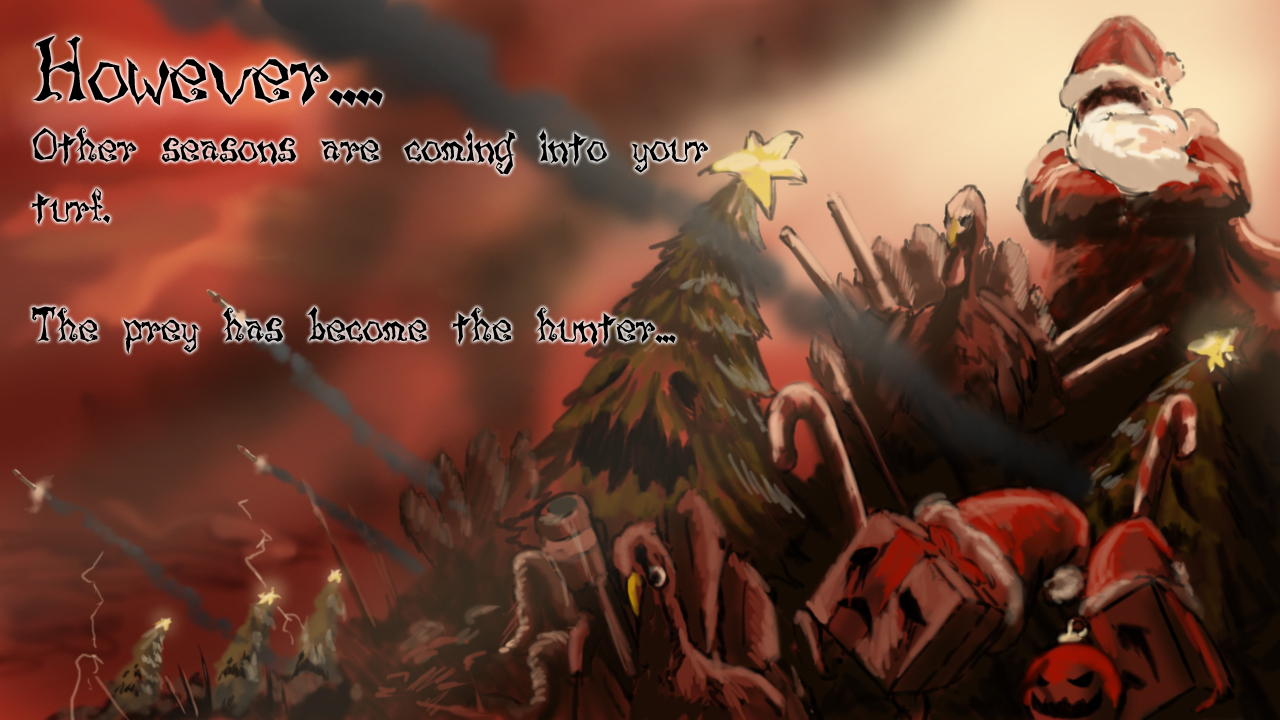 However....
Other seasons are coming into your
turf.
The prey has become the hunter...